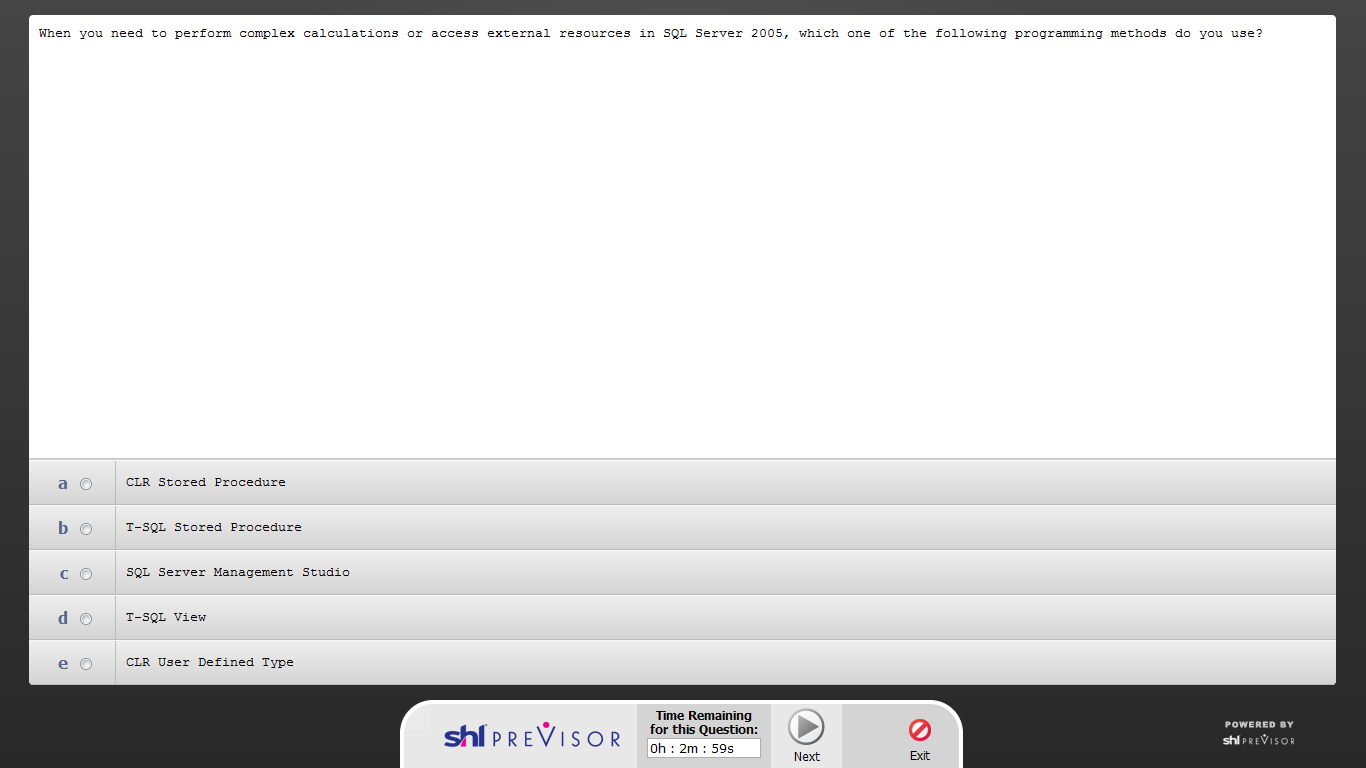 When you need to perform complex calculations or access external resources in SQL Server 2005, which one of the following programming methods do you use?
a CLR Stored Procedure
b T-SQL Stored Procedure
c SQL Server Management Studio
d T-SQL View
e CLR User Defined Type
shl PREVISOR
Time Remaining
for this Question:
0h : 2m : 59s
Next
Exit
POWERED BY
shl PREVISOR